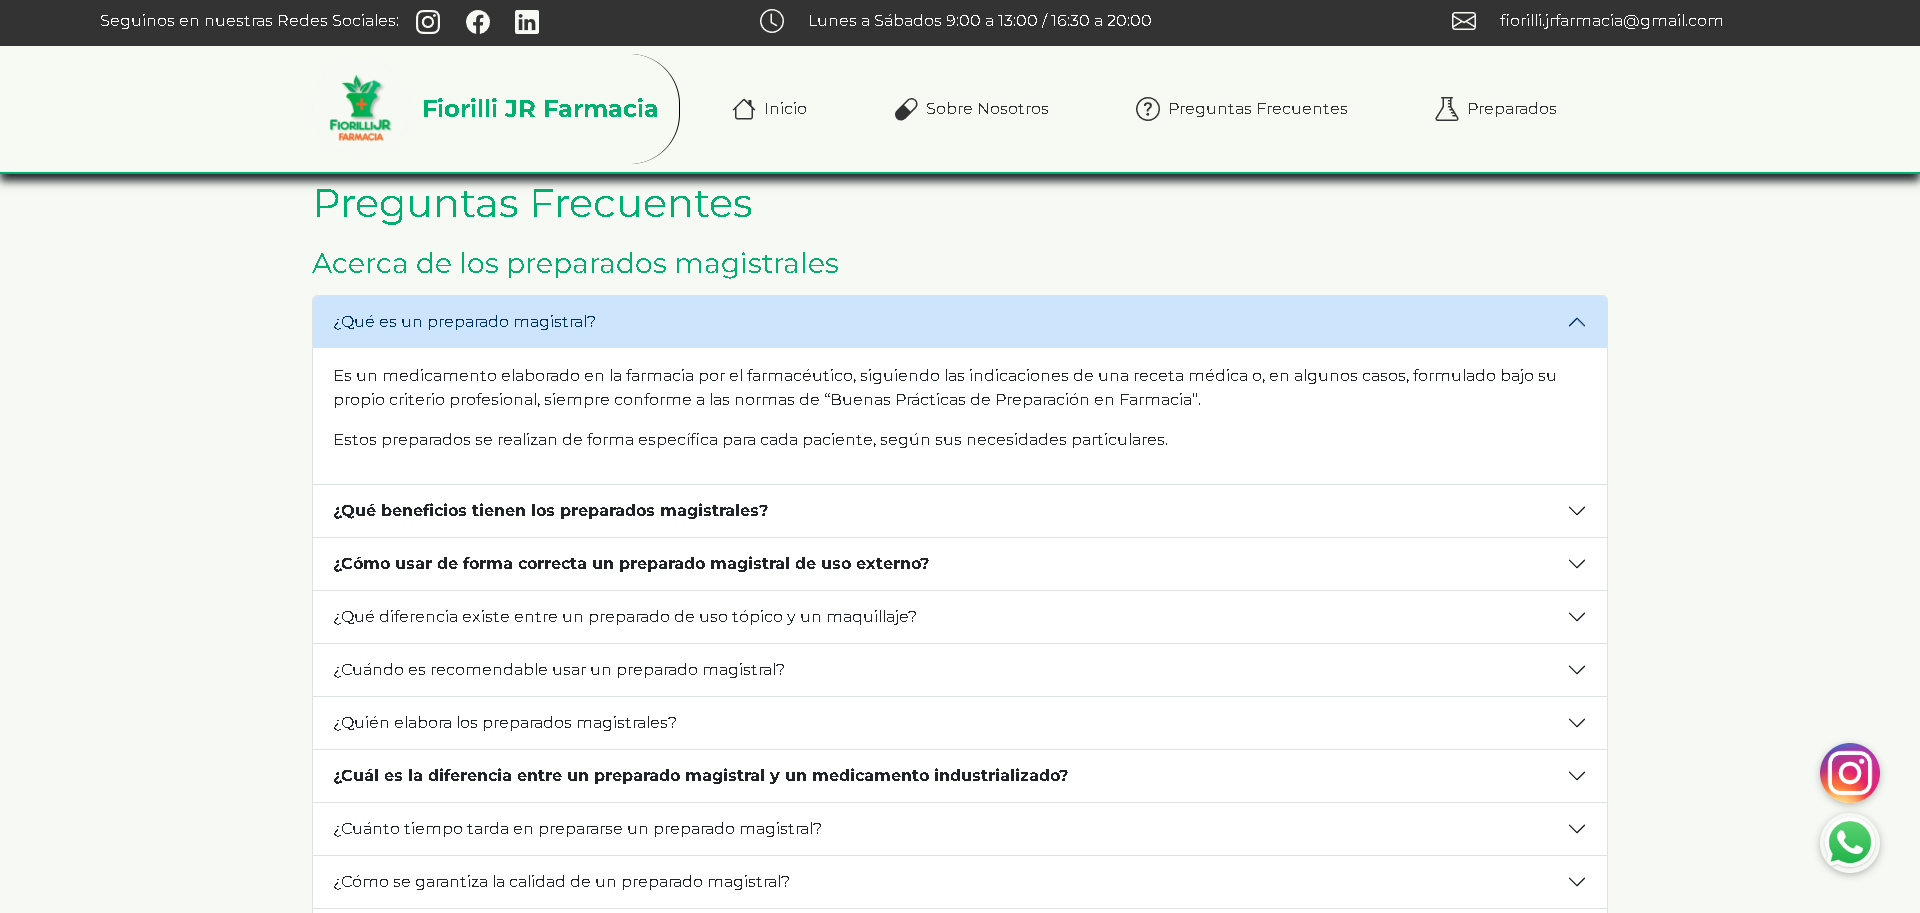 Seguinos en nuestras Redes Sociales:
Lunes a Sábados 9:00 a 13:00 / 16:30 a 20:00
fiorilli.jrfarmacia@gmail.com
FIORILLIJR
FARMACIA
Fiorilli JR Farmacia
Inicio
Sobre Nosotros
Preguntas Frecuentes
Preparados
Preguntas Frecuentes
Acerca de los preparados magistrales
¿Qué es un preparado magistral?
Es un medicamento elaborado en la farmacia por el farmacéutico, siguiendo las indicaciones de una receta médica o, en algunos casos, formulado bajo su
propio criterio profesional, siempre conforme a las normas de “Buenas Prácticas de Preparación en Farmacia".
Estos preparados se realizan de forma específica para cada paciente, según sus necesidades particulares.
¿Qué beneficios tienen los preparados magistrales?
¿Cómo usar de forma correcta un preparado magistral de uso externo?
¿Qué diferencia existe entre un preparado de uso tópico y un maquillaje?
¿Cuándo es recomendable usar un preparado magistral?
¿Quién elabora los preparados magistrales?
¿Cuál es la diferencia entre un preparado magistral y un medicamento industrializado?
¿Cuánto tiempo tarda en prepararse un preparado magistral?
¿Cómo se garantiza la calidad de un preparado magistral?